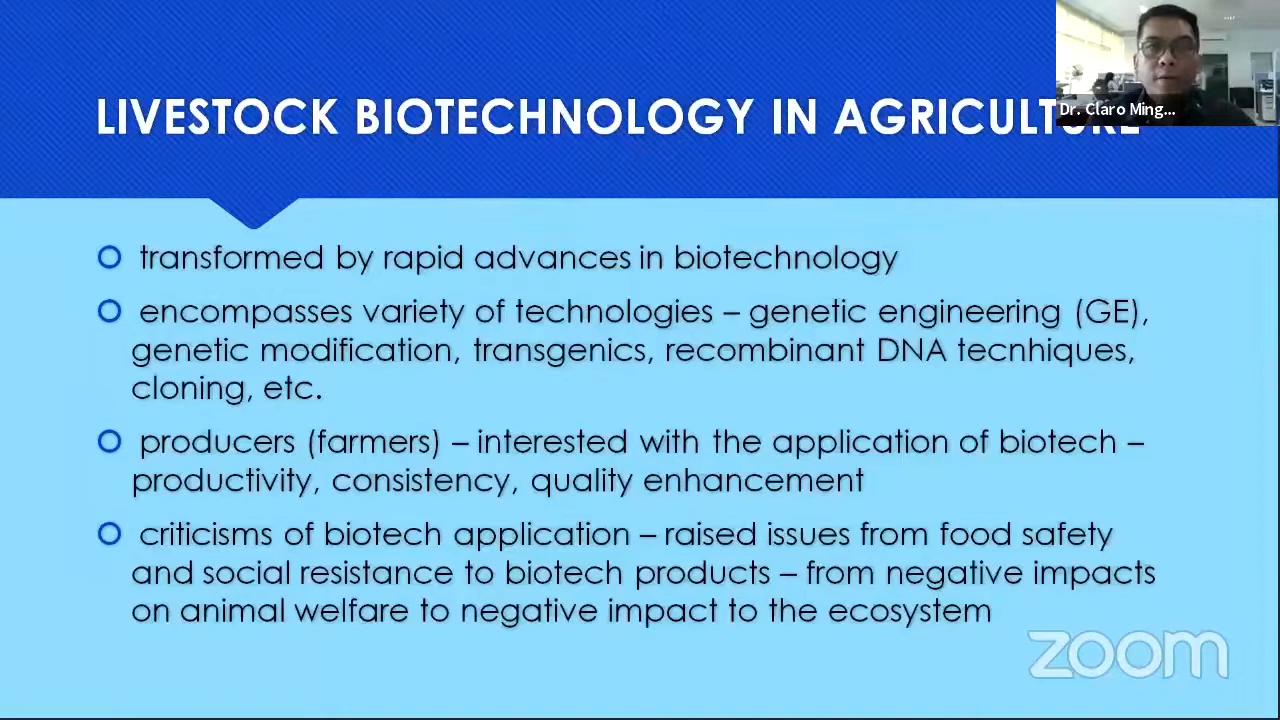 LIVESTOCK BIOTECHNOLOGY IN AGRICULTURE
Dr. Claro Ming...
transformed by rapid advances in biotechnology
encompasses variety of technologies – genetic engineering (GE),
genetic modification, transgenics, recombinant DNA tecnhiques,
cloning, etc.
producers (farmers) – interested with the application of biotech –
productivity, consistency, quality enhancement
criticisms of biotech application – raised issues from food safety
and social resistance to biotech products – from negative impacts
on animal welfare to negative impact to the ecosystem
zoom